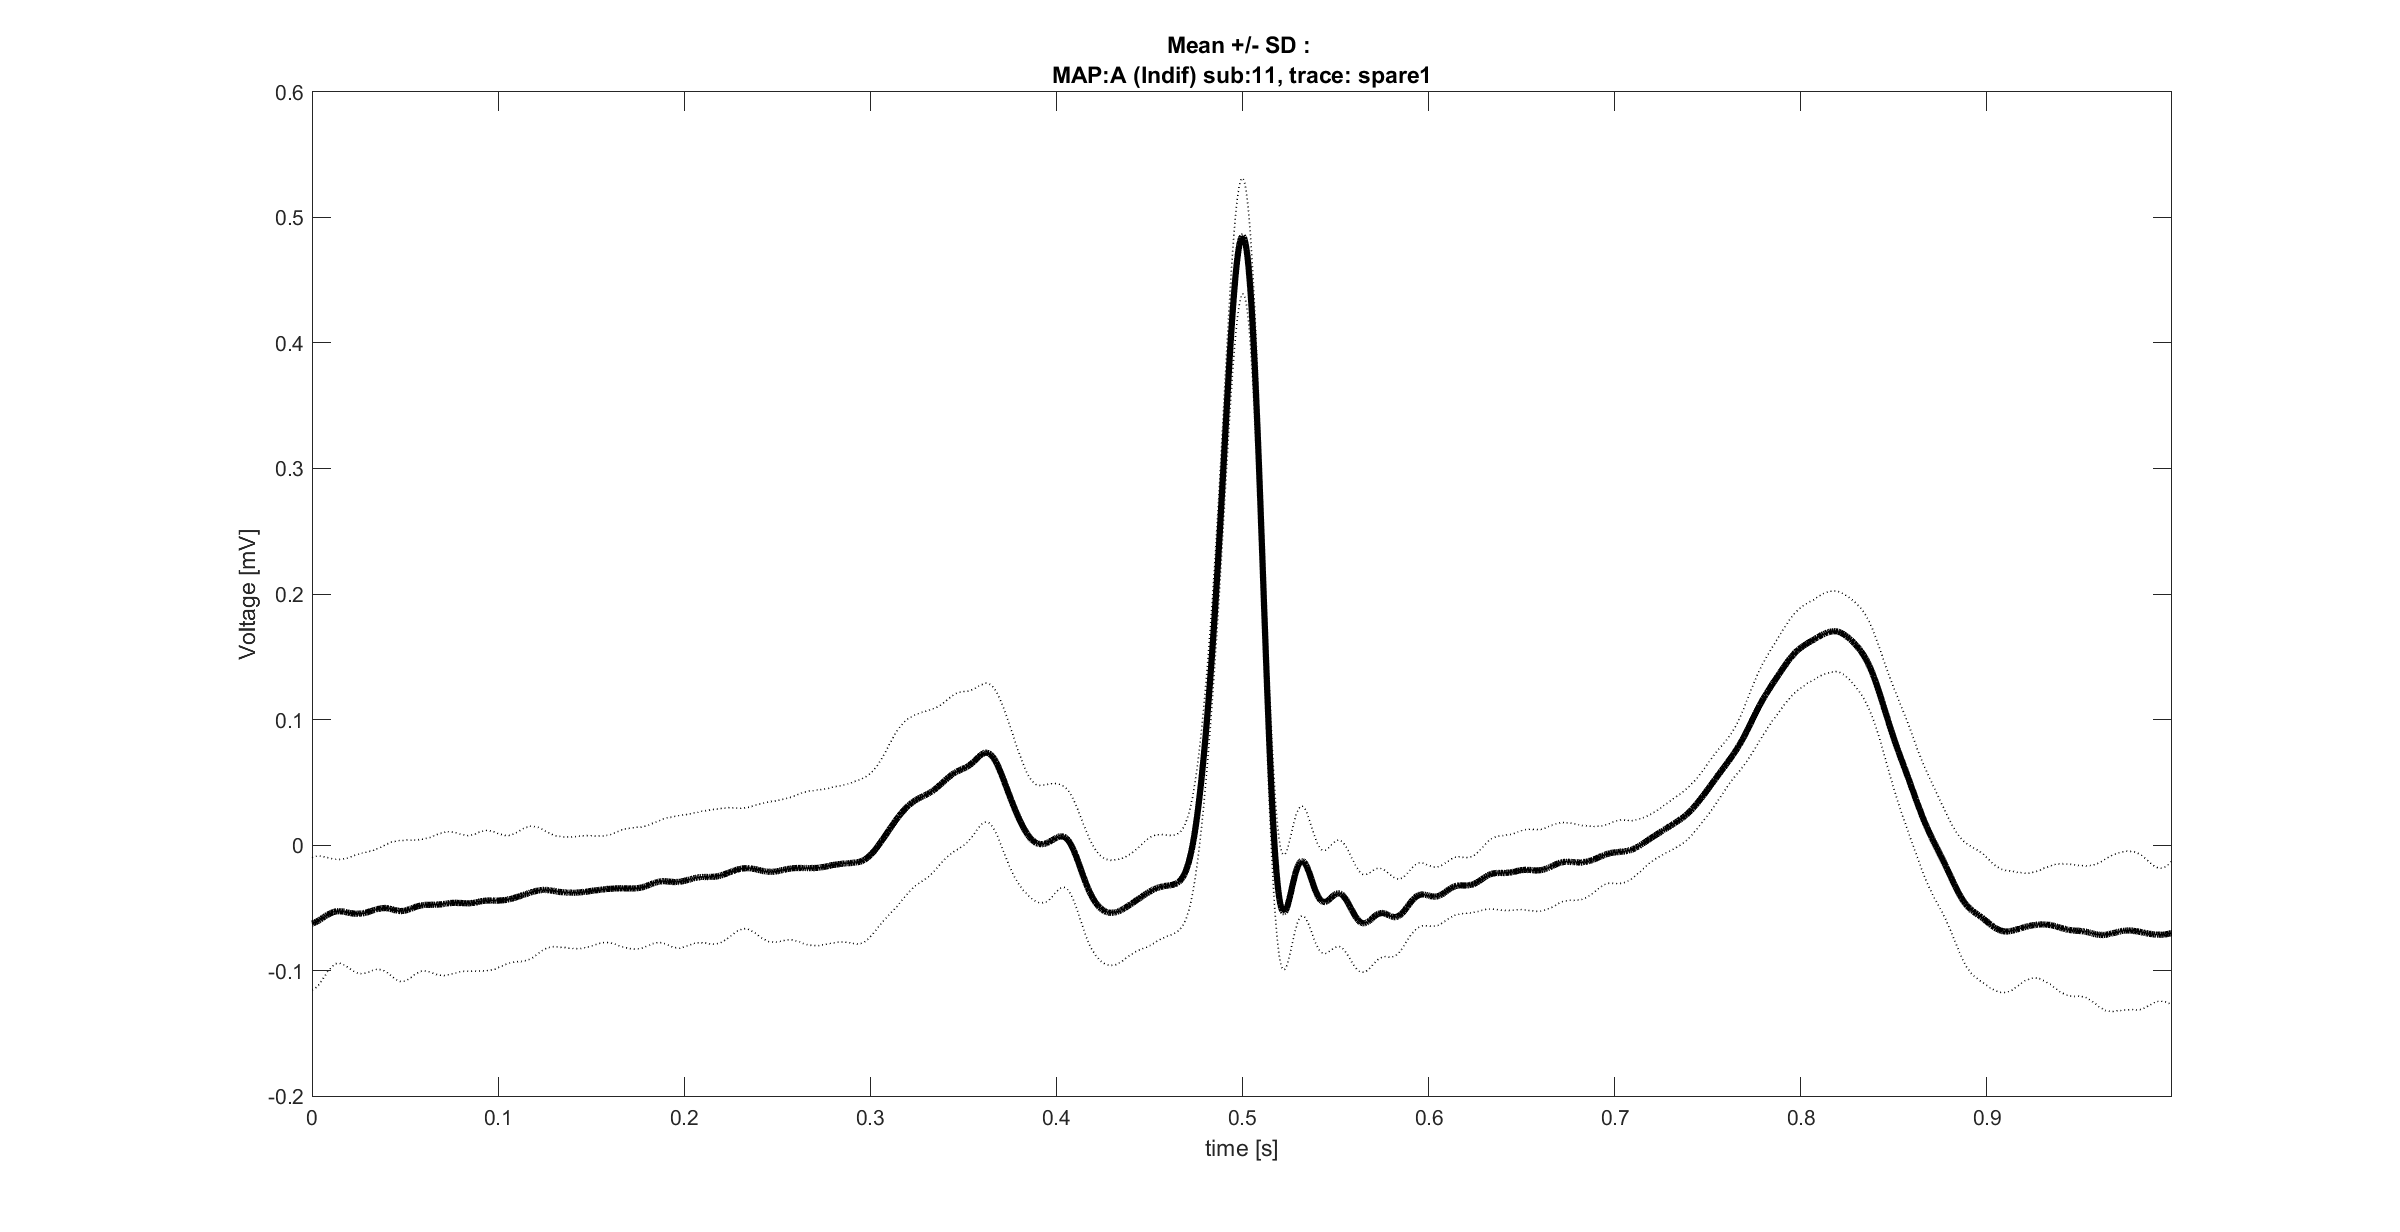 Mean +/- SD :
MAP:A (Indif) sub:11, trace: spare1
0.6
0.5
0.4
0.3
0.2
0.1
0
-0.1
-0.2
Voltage [mV]
0 0.1 0.2 0.3 0.4 0.5 0.6 0.7 0.8 0.9
time [s]